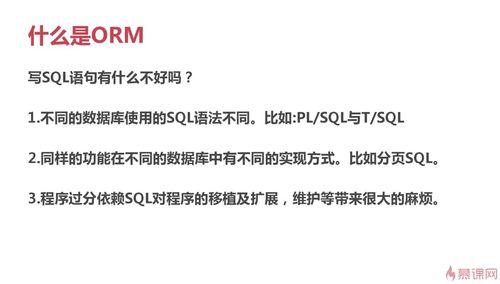 什么是ORM
写SQL语句有什么不好吗？
1.不同的数据库使用的SQL语法不同。比如:PL/SQL与T/SQL
2.同样的功能在不同的数据库中有不同的实现方式。比如分页SQL。
3.程序过分依赖SQL对程序的移植及扩展，维护等带来很大的麻烦。
慕课网